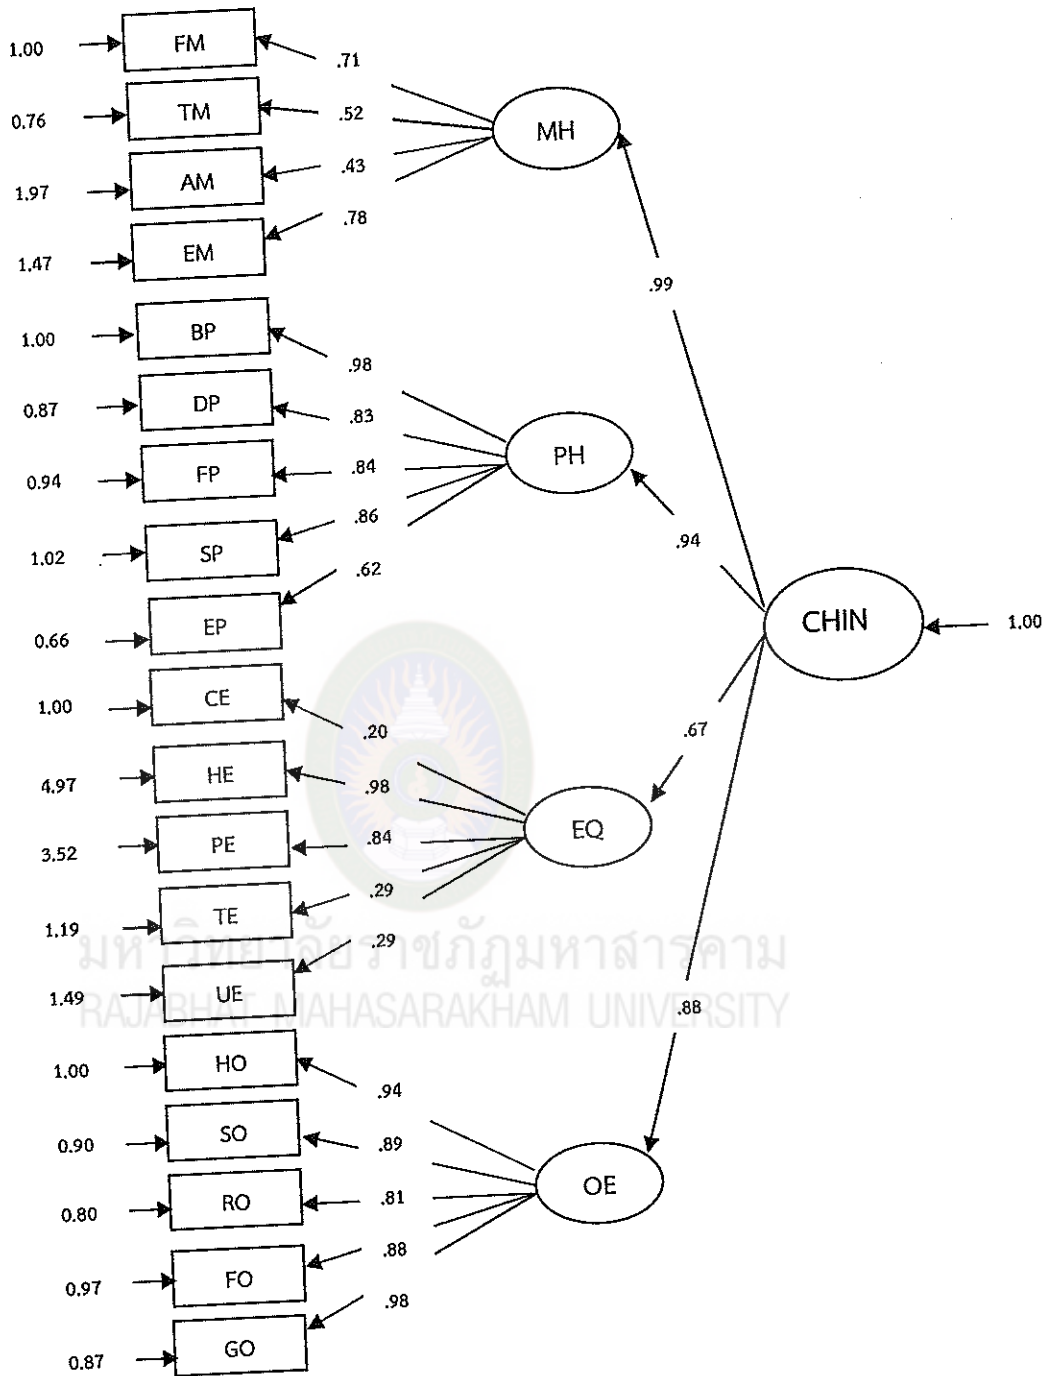 1.00 FM .71
0.76 TM .52 MH
1.97 AM .43
1.47 EM .78
.99
1.00 BP .98
0.87 DP .83
0.94 FP .84 PH
1.02 SP .86 .94
0.66 EP .62 CHIN 1.00
1.00 CE .20 .67
4.97 HE .98
3.52 PE .84 EQ
1.19 TE .29
มหาวิทยาลัยราชภัฏมหาสารคาม
1.49 UE .29
RAJABHAT MAHASARAKHAM UNIVERSITY
.88
1.00 HO .94
0.90 SO .89
0.80 RO .81 OE
0.97 FO .88
0.87 GO .98